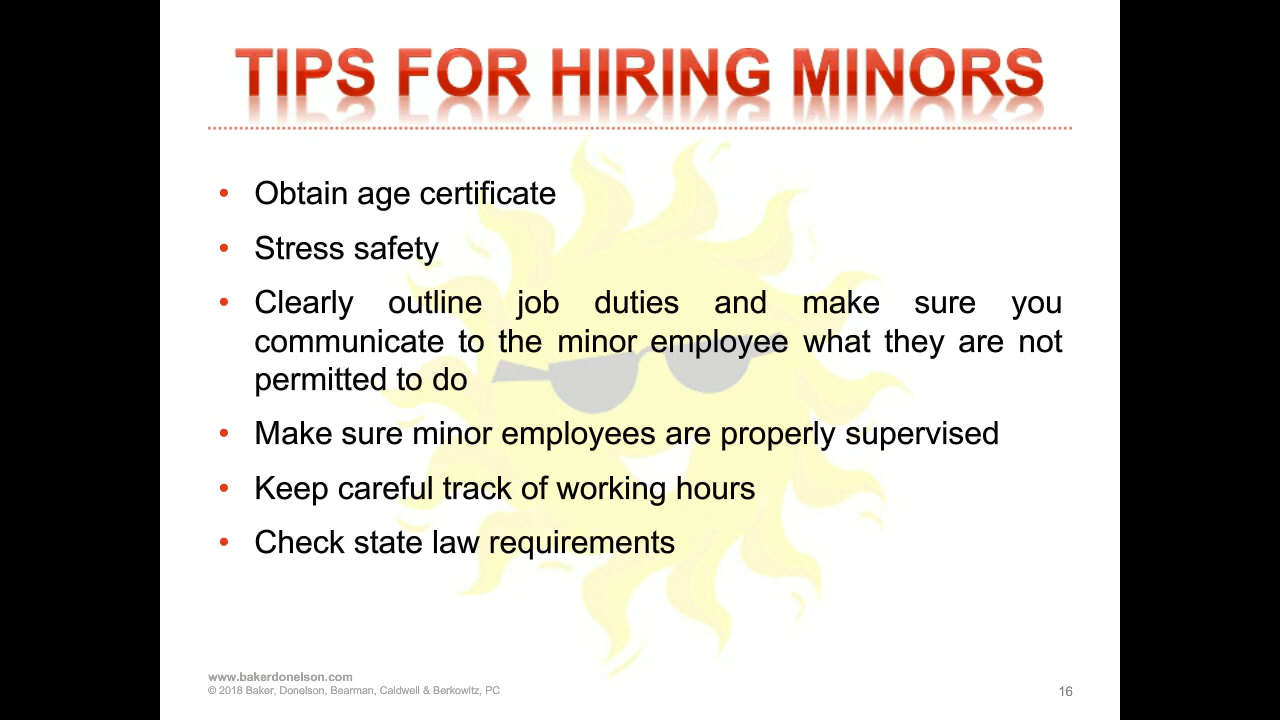 TIPS FOR HIRING MINORS
• Obtain age certificate
• Stress safety
• Clearly outline job duties and make sure you
communicate to the minor employee what they are not
permitted to do
• Make sure minor employees are properly supervised
• Keep careful track of working hours
• Check state law requirements
www.bakerdonelson.com
© 2018 Baker, Donelson, Bearman, Caldwell & Berkowitz, PC
16